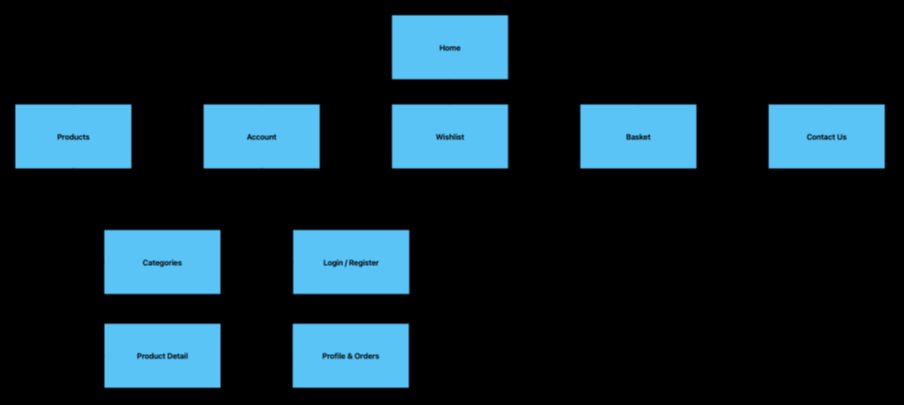 Home
Products
Account
Wishlist
Basket
Contact Us
Categories
Login / Register
Product Detail
Profile & Orders